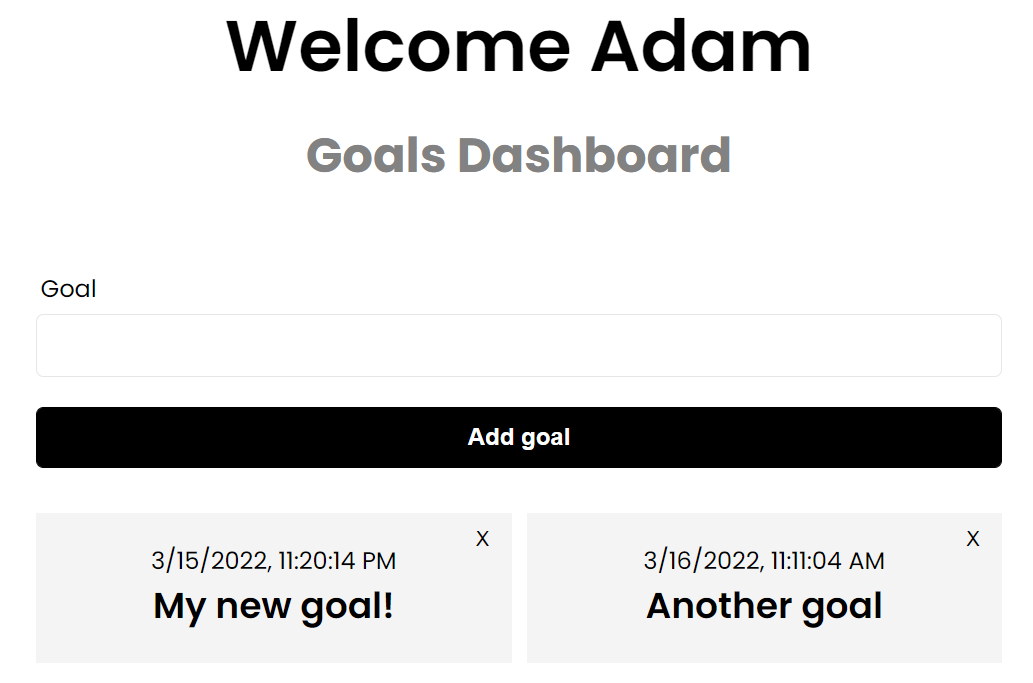 Welcome Adam
Goals Dashboard
Goal
Add goal
X
3/15/2022, 11:20:14 PM
My new goal!
X
3/16/2022, 11:11:04 AM
Another goal